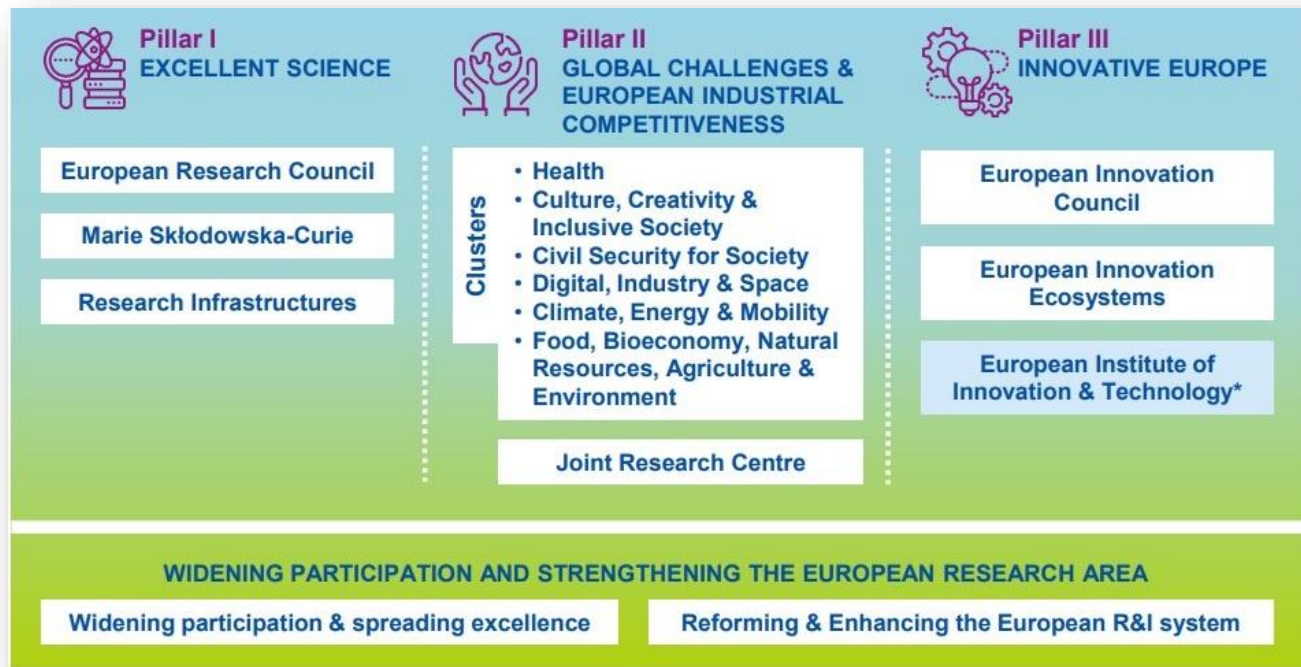 Pillar I
EXCELLENT SCIENCE
European Research Council
Marie Skłodowska-Curie
Research Infrastructures
Pillar II
GLOBAL CHALLENGES &
EUROPEAN INDUSTRIAL
COMPETITIVENESS
Clusters
• Health
• Culture, Creativity &
Inclusive Society
• Civil Security for Society
• Digital, Industry & Space
• Climate, Energy & Mobility
• Food, Bioeconomy, Natural
Resources, Agriculture &
Environment
Joint Research Centre
Pillar III
INNOVATIVE EUROPE
European Innovation
Council
European Innovation
Ecosystems
European Institute of
Innovation & Technology*
WIDENING PARTICIPATION AND STRENGTHENING THE EUROPEAN RESEARCH AREA
Widening participation & spreading excellence
Reforming & Enhancing the European R&I system